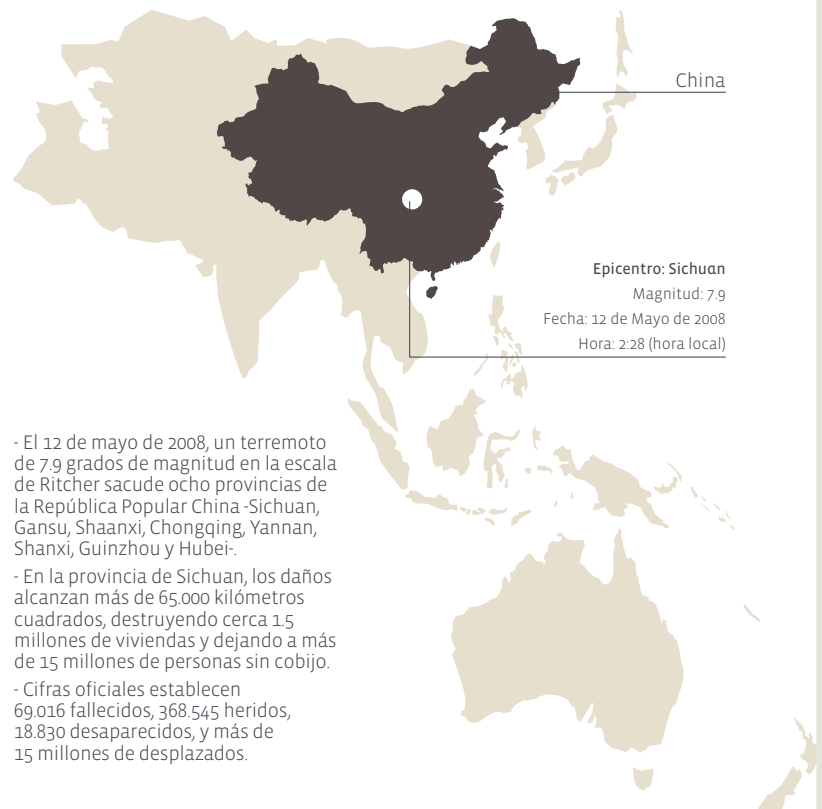 China
Epicentro: Sichuan
Magnitud: 7.9
Fecha: 12 de Mayo de 2008
Hora: 2:28 (hora local)
- El 12 de mayo de 2008, un terremoto
de 7.9 grados de magnitud en la escala
de Ritcher sacude ocho provincias de
la República Popular China -Sichuan,
Gansu, Shaanxi, Chongqing, Yannan,
Shanxi, Guinzhou y Hubei-.
- En la provincia de Sichuan, los daños
alcanzan más de 65.000 kilómetros
cuadrados, destruyendo cerca 1.5
millones de viviendas y dejando a más
de 15 millones de personas sin cobijo.
- Cifras oficiales establecen
69.016 fallecidos, 368.545 heridos,
18.830 desaparecidos, y más de
15 millones de desplazados.